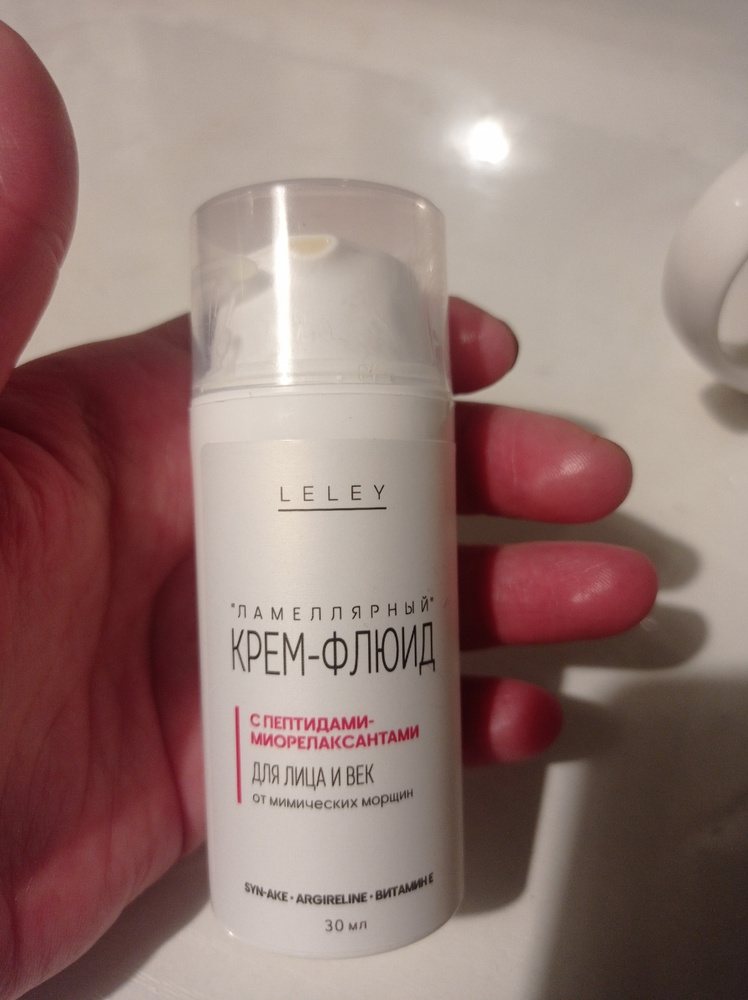 LELEY
"ЛАМЕЛЛЯРНЫЙ"
КРЕМ-ФЛЮИД
С ПЕПТИДАМИ-
МИОРЕЛАКСАНТАМИ
ДЛЯ ЛИЦА И ВЕК
от мимических морщин
SYN-AKE • ARGIRELINE • ВИТАМИН Е
30 мл